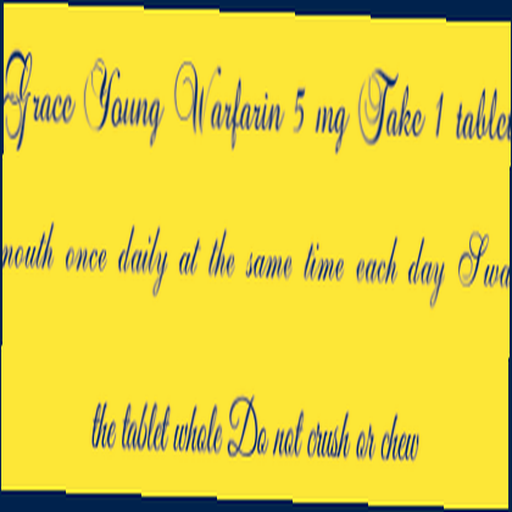 Grace Young Warfarin 5 mg Take 1
once daily at the same time each day
the tablet whole Do not crush or chew